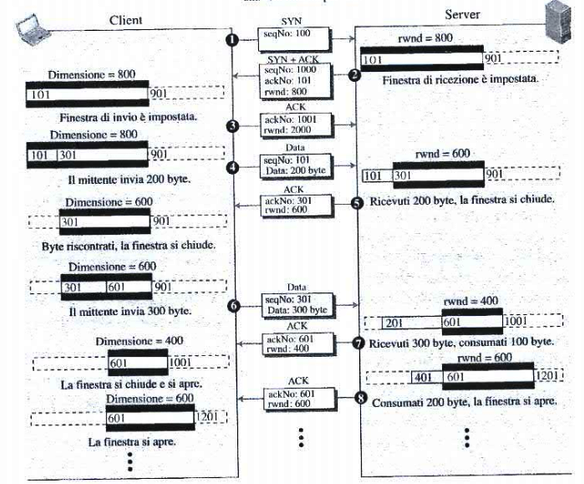 Client
Server
SYN
seqNo: 100
1
rwnd = 800
101
901
Finestra di ricezione è impostata.
SYN + ACK
seqNo: 1000
ackNo: 101
rwnd: 800
2
Dimensione = 800
101
901
Finestra di invio è impostata.
ACK
ackNo: 1001
rwnd: 2000
3
Dimensione = 800
101
301
901
Il mittente invia 200 byte.
4
Data
seqNo: 101
Data: 200 byte
rwnd = 600
101
301
901
Ricevuti 200 byte, la finestra si chiude.
ACK
ackNo: 301
rwnd: 600
5
Dimensione = 600
301
901
Byte riscontrati, la finestra si chiude.
Dimensione = 600
301
601
901
Il mittente invia 300 byte.
6
Data
seqNo: 301
Data: 300 byte
rwnd = 400
201
601
1001
Ricevuti 300 byte, consumati 100 byte.
ACK
ackNo: 601
rwnd: 400
7
Dimensione = 400
601
1001
La finestra si chiude e si apre.
rwnd = 600
401
601
1201
Consumati 200 byte, la finestra si apre.
ACK
ackNo: 601
rwnd: 600
8
Dimensione = 600
601
1201
La finestra si apre.